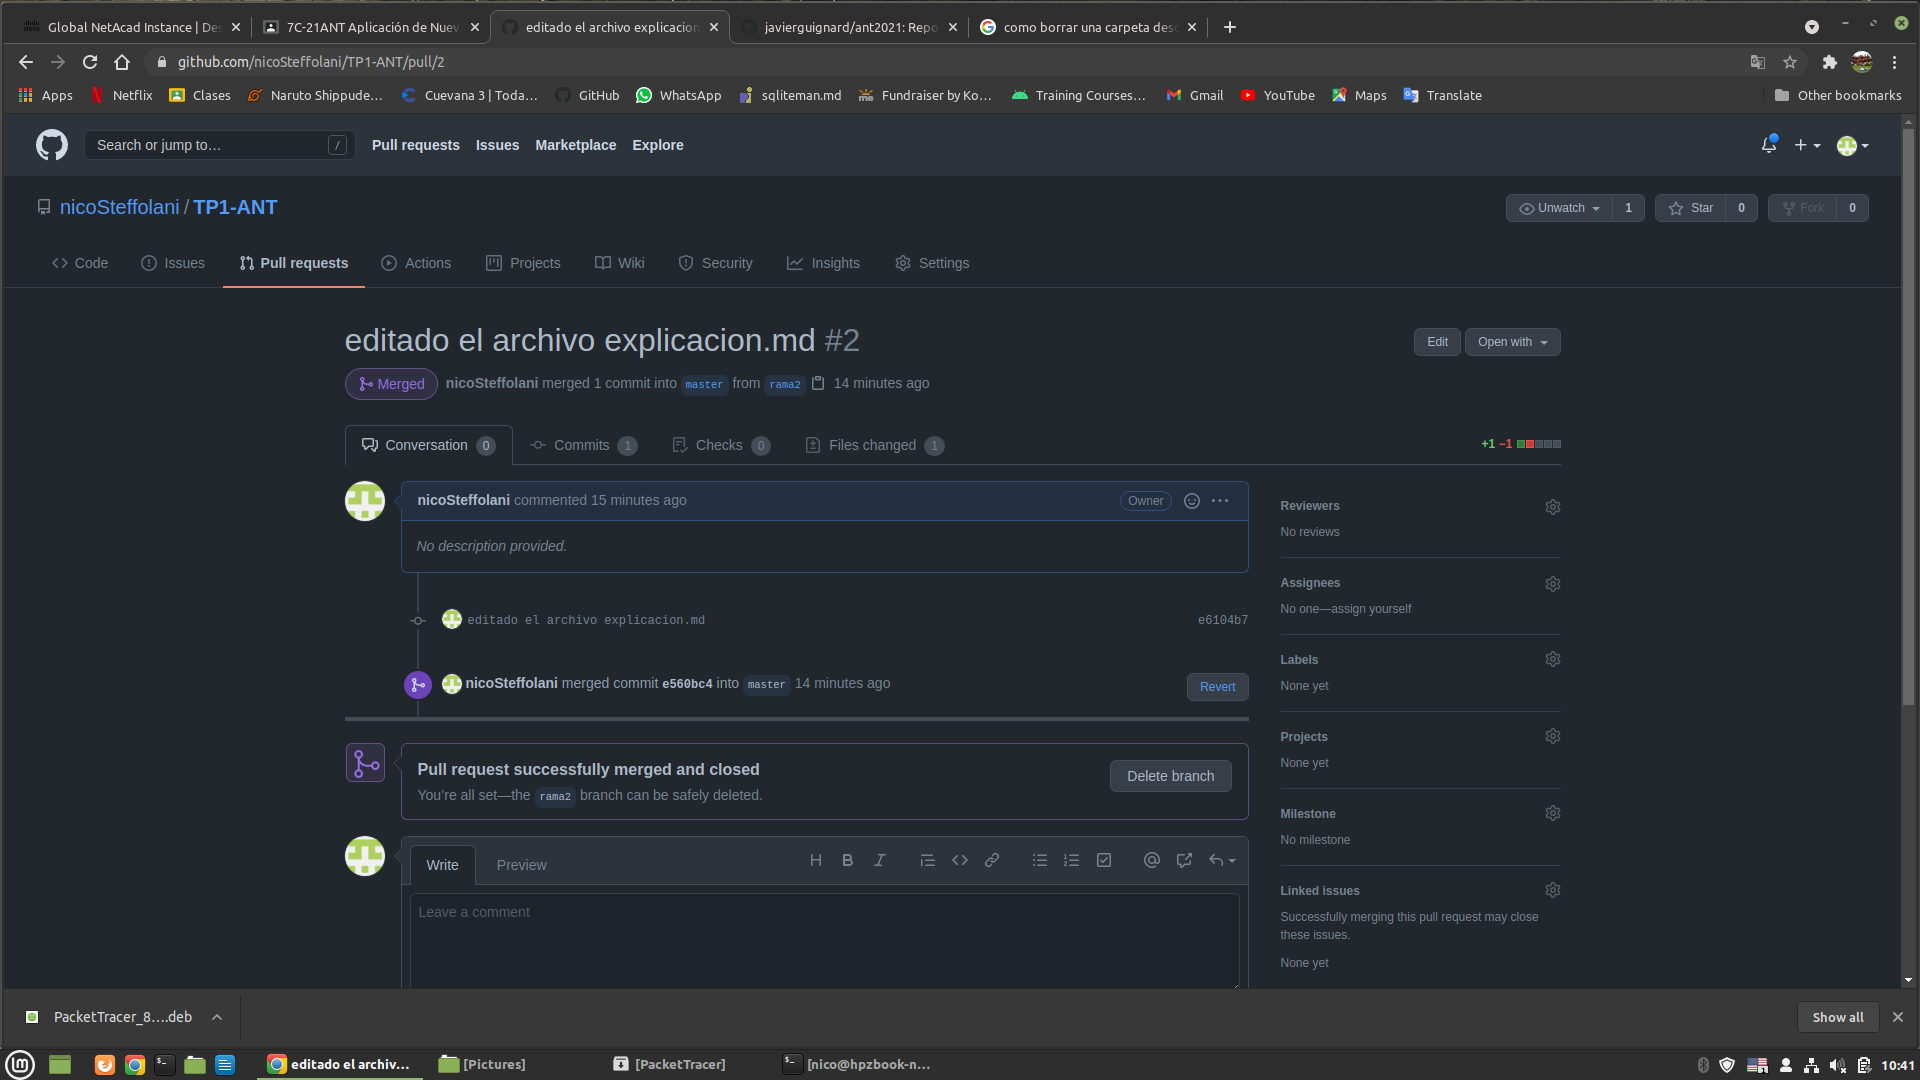 Global NetAcad Instance | Des
7C-21ANT Aplicación de Nuev
editado el archivo explicacion
javierguignard/ant2021: Repo
como borrar una carpeta desc
github.com/nicoSteffolani/TP1-ANT/pull/2
Apps
Netflix
Clases
Naruto Shippude...
Cuevana 3 | Toda...
GitHub
WhatsApp
sqliteman.md
Fundraiser by Ko...
Training Courses...
Gmail
YouTube
Maps
Translate
Other bookmarks
Search or jump to…
/
Pull requests
Issues
Marketplace
Explore
nicoSteffolani / TP1-ANT
Unwatch 1
Star 0
Fork 0
Code
Issues
Pull requests
Actions
Projects
Wiki
Security
Insights
Settings
editado el archivo explicacion.md #2
Edit
Open with
Merged
nicoSteffolani merged 1 commit into master from rama2 14 minutes ago
Conversation 0
Commits 1
Checks 0
Files changed 1
+1 −1
nicoSteffolani commented 15 minutes ago
Owner
No description provided.
editado el archivo explicacion.md
e6104b7
nicoSteffolani merged commit e560bc4 into master 14 minutes ago
Revert
Pull request successfully merged and closed
You're all set—the rama2 branch can be safely deleted.
Delete branch
Write
Preview
Leave a comment
Reviewers
No reviews
Assignees
No one—assign yourself
Labels
None yet
Projects
None yet
Milestone
No milestone
Linked issues
Successfully merging this pull request may close
these issues.
None yet
PacketTracer_8....deb
Show all
editado el archiv...
[Pictures]
[PacketTracer]
[nico@hpzbook-n...
10:41